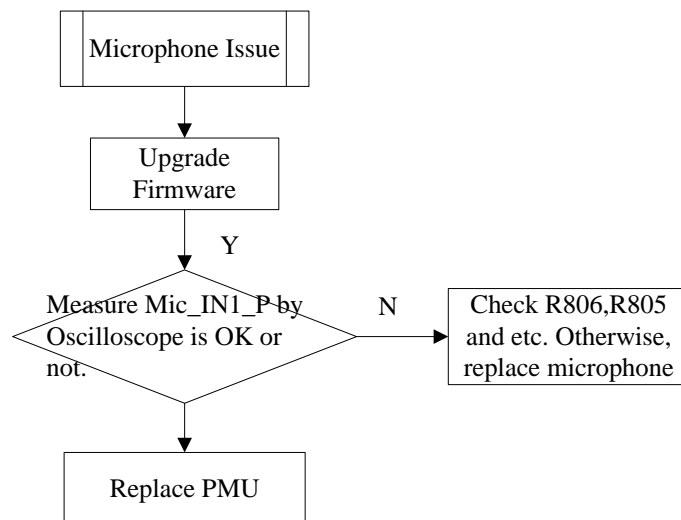 Microphone Issue
Upgrade
Firmware
Y
Measure Mic_IN1_P by
Oscilloscope is OK or
not.
N
Check R806,R805
and etc. Otherwise,
replace microphone
Replace PMU